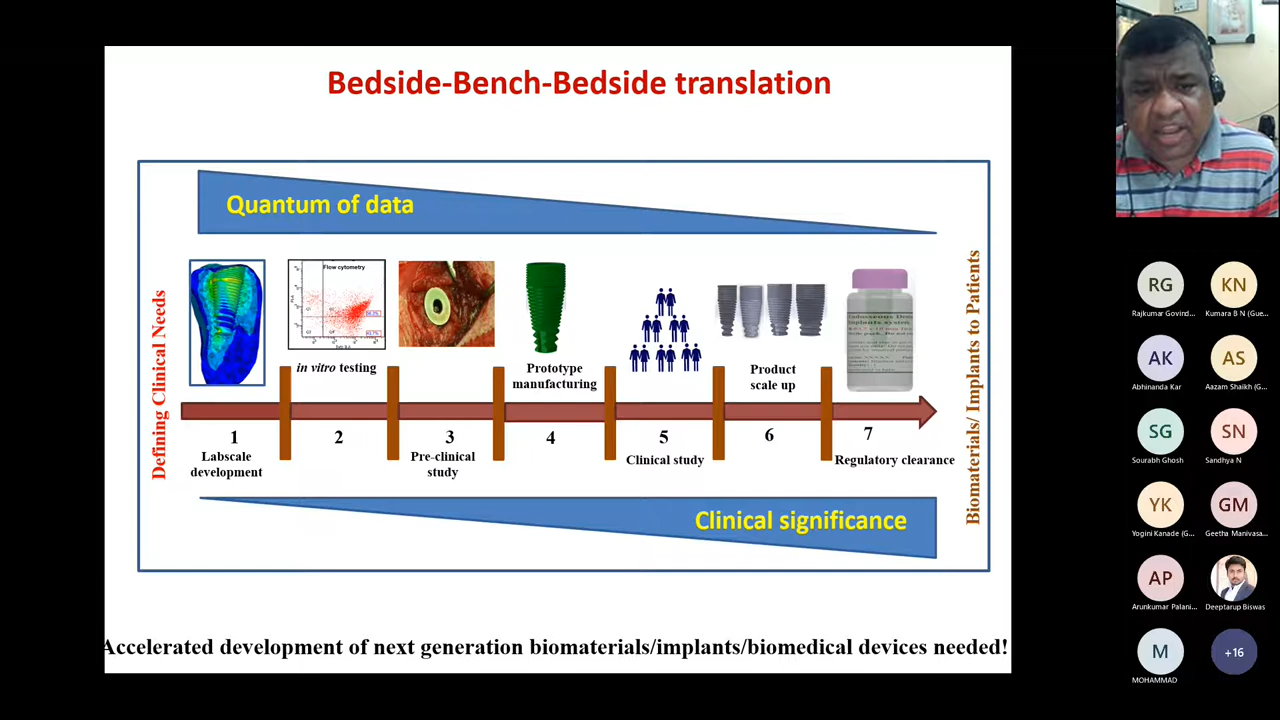 Bedside-Bench-Bedside translation
Quantum of data
Defining Clinical Needs
Flow cytometry
in vitro testing
Prototype
manufacturing
Product
scale up
1
2
3
4
5
6
7
Labscale
development
Pre-clinical
study
Clinical study
Regulatory clearance
Biomaterials/ Implants to Patients
Clinical significance
Accelerated development of next generation biomaterials/implants/biomedical devices needed!
RG
Rajkumar Govind...
KN
Kumara B N (Gue...
AK
Abhinanda Kar
AS
Aazam Shaikh (G...
SG
Sourabh Ghosh
SN
Sandhya N
YK
Yogini Kanade (G...
GM
Geetha Manivasa...
AP
Arunkumar Palani...
Deeptarup Biswas
M
MOHAMMAD
+16